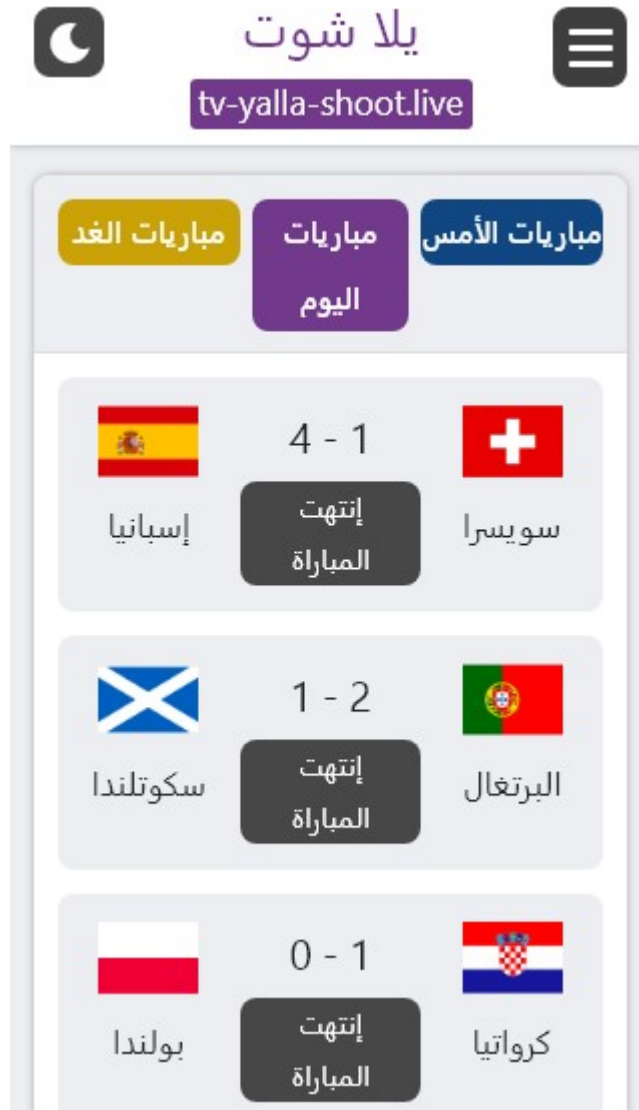 يلا شوت
tv-yalla-shoot.live
مباريات الأمس
مباريات
اليوم
مباريات الغد
سويسرا
4 - 1
إنتهت
المباراة
إسبانيا
البرتغال
1 - 2
إنتهت
المباراة
سكوتلندا
كرواتيا
0 - 1
إنتهت
المباراة
بولندا